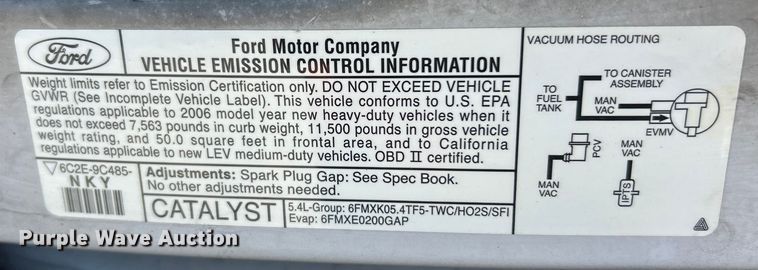 Ford
Ford Motor Company
VEHICLE EMISSION CONTROL INFORMATION
Weight limits refer to Emission Certification only. DO NOT EXCEED VEHICLE
GVWR (See Incomplete Vehicle Label). This vehicle conforms to U.S. EPA
regulations applicable to 2006 model year new heavy-duty vehicles when it
does not exceed 7,563 pounds in curb weight, 11,500 pounds in gross vehicle
weight rating, and 50.0 square feet in frontal area, and to California
regulations applicable to new LEV medium-duty vehicles. OBD II certified.
6C2E-9C485-
NKY
Adjustments: Spark Plug Gap: See Spec Book.
No other adjustments needed.
CATALYST
5.4L-Group: 6FMXK05.4TF5-TWC/HO2S/SFI
Evap: 6FMXE0200GAP
VACUUM HOSE ROUTING
TO CANISTER
ASSEMBLY
TO
FUEL
TANK
MAN
VAC
EVMV
PCV
MAN
VAC
MAN
VAC
IPTS
Purple Wave Auction